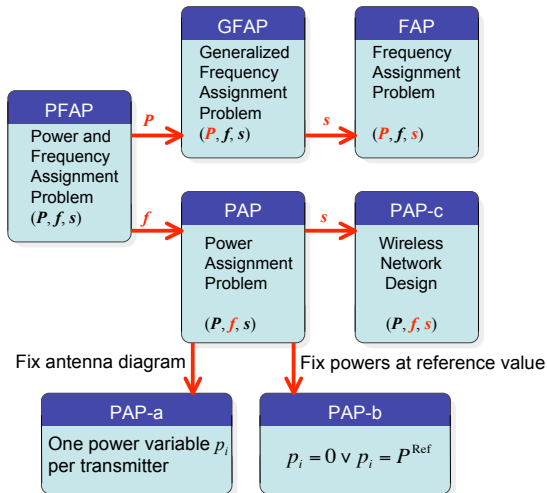 GFAP
Generalized
Frequency
Assignment
Problem
(P, f, s)
FAP
Frequency
Assignment
Problem
(P, f, s)
PFAP
Power and
Frequency
Assignment
Problem
(P, f, s)
P
s
f
PAP
Power
Assignment
Problem
(P, f, s)
s
PAP-c
Wireless
Network
Design
(P, f, s)
Fix antenna diagram
Fix powers at reference value
PAP-a
One power variable p_i
per transmitter
PAP-b
p_i = 0 ∨ p_i = P^Ref